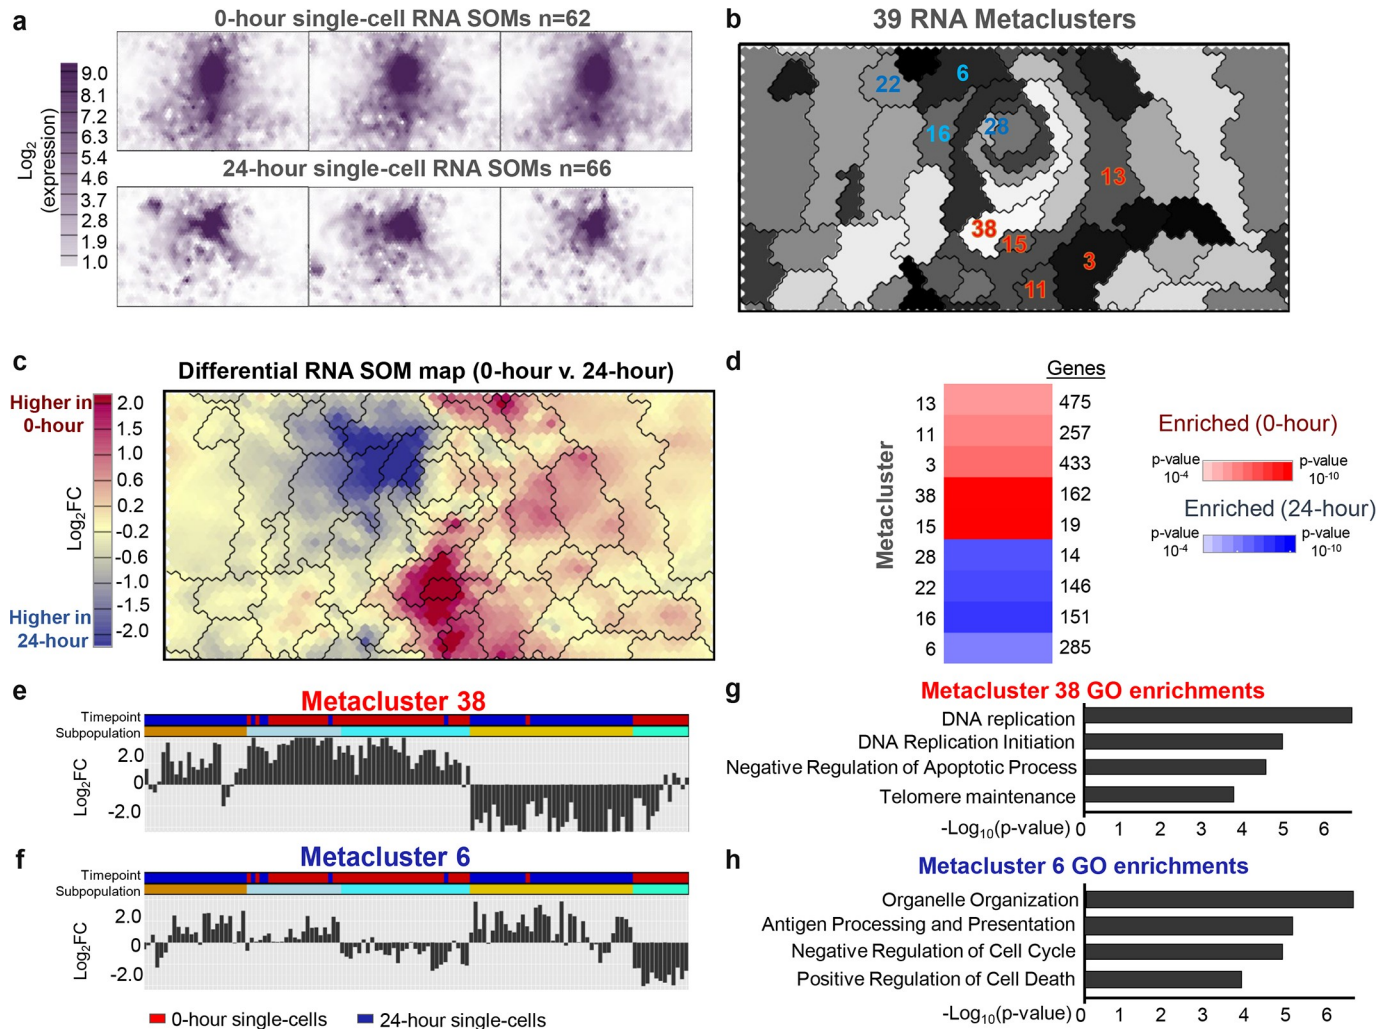 a
0-hour single-cell RNA SOMs n=62
Log2
(expression)
9.0
8.1
7.2
6.3
5.4
4.6
3.7
2.8
1.9
1.0
24-hour single-cell RNA SOMs n=66
b
39 RNA Metaclusters
22
6
16
28
13
38
15
3
11
c
Differential RNA SOM map (0-hour v. 24-hour)
Higher in
0-hour
Log2FC
2.0
1.5
1.0
0.6
0.2
-0.2
-0.6
-1.0
-1.5
-2.0
Higher in
24-hour
d
Genes
Metacluster
13 475
11 257
3 433
38 162
15 19
28 14
22 146
16 151
6 285
Enriched (0-hour)
p-value
10-4
p-value
10-10
Enriched (24-hour)
p-value
10-4
p-value
10-10
e
Metacluster 38
Timepoint
Subpopulation
Log2FC
2.0
0
-2.0
f
Metacluster 6
Timepoint
Subpopulation
Log2FC
2.0
0
-2.0
0-hour single-cells
24-hour single-cells
g
Metacluster 38 GO enrichments
DNA replication
DNA Replication Initiation
Negative Regulation of Apoptotic Process
Telomere maintenance
-Log10(p-value) 0 1 2 3 4 5 6
h
Metacluster 6 GO enrichments
Organelle Organization
Antigen Processing and Presentation
Negative Regulation of Cell Cycle
Positive Regulation of Cell Death
-Log10(p-value) 0 1 2 3 4 5 6